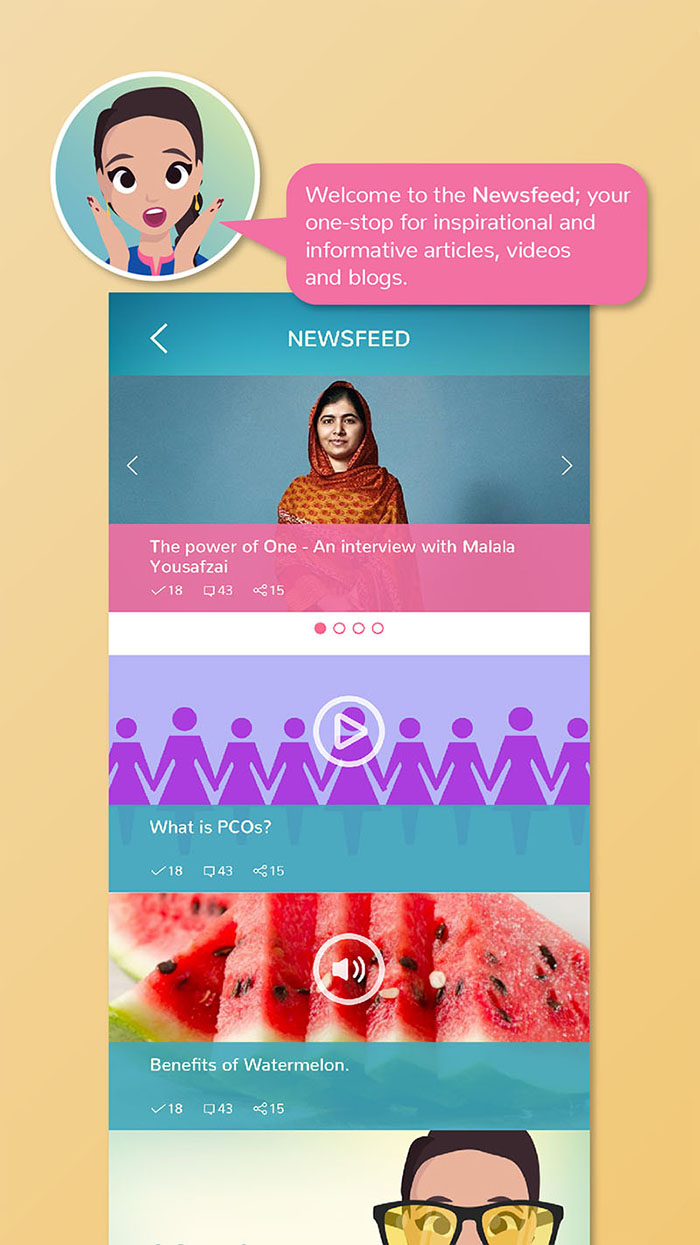 Welcome to the Newsfeed; your
one-stop for inspirational and
informative articles, videos
and blogs.
NEWSFEED
The power of One - An interview with Malala
Yousafzai
18 43 15
What is PCOs?
18 43 15
Benefits of Watermelon.
18 43 15